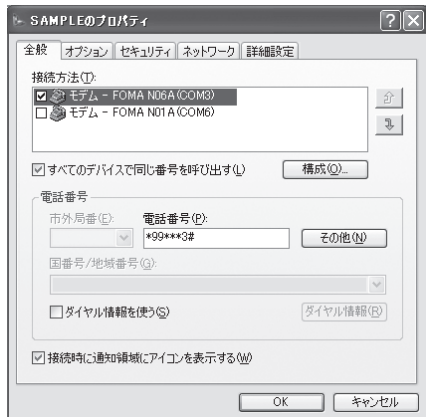 SAMPLEのプロパティ
全般 オプション セキュリティ ネットワーク 詳細設定
接続方法(T):
モデム - FOMA N06A(COM3)
モデム - FOMA N01A(COM6)
すべてのデバイスで同じ番号を呼び出す(L) 構成(O)...
電話番号
市外局番(E): 電話番号(P):
*99***3# その他(N)
国番号/地域番号(G):
ダイヤル情報を使う(S) ダイヤル情報(R)
接続時に通知領域にアイコンを表示する(W)
OK キャンセル